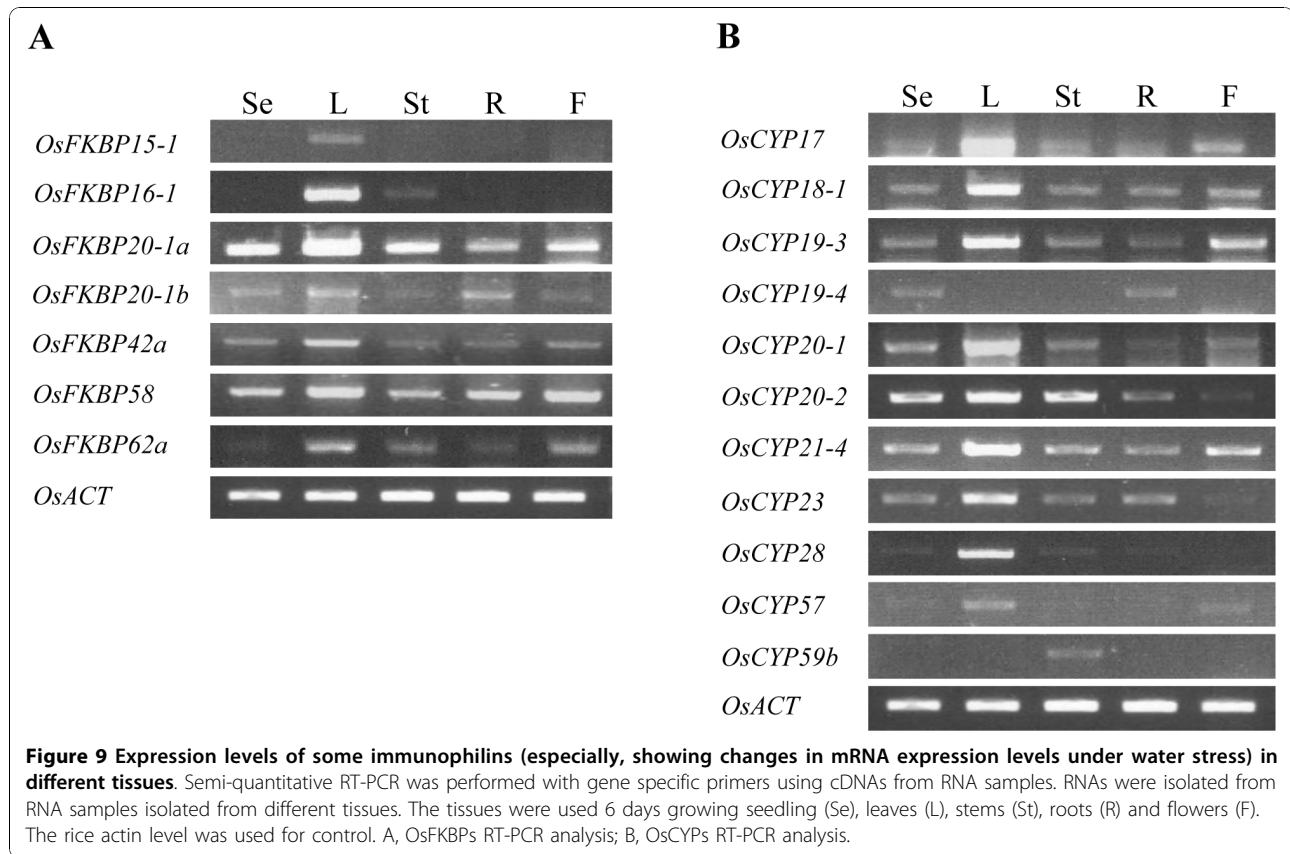 A
Se L St R F
OsFKBP15-1
OsFKBP16-1
OsFKBP20-1a
OsFKBP20-1b
OsFKBP42a
OsFKBP58
OsFKBP62a
OsACT
B
Se L St R F
OsCYP17
OsCYP18-1
OsCYP19-3
OsCYP19-4
OsCYP20-1
OsCYP20-2
OsCYP21-4
OsCYP23
OsCYP28
OsCYP57
OsCYP59b
OsACT
Figure 9 Expression levels of some immunophilins (especially, showing changes in mRNA expression levels under water stress) in
different tissues. Semi-quantitative RT-PCR was performed with gene specific primers using cDNAs from RNA samples. RNAs were isolated from
RNA samples isolated from different tissues. The tissues were used 6 days growing seedling (Se), leaves (L), stems (St), roots (R) and flowers (F).
The rice actin level was used for control. A, OsFKBPs RT-PCR analysis; B, OsCYPs RT-PCR analysis.